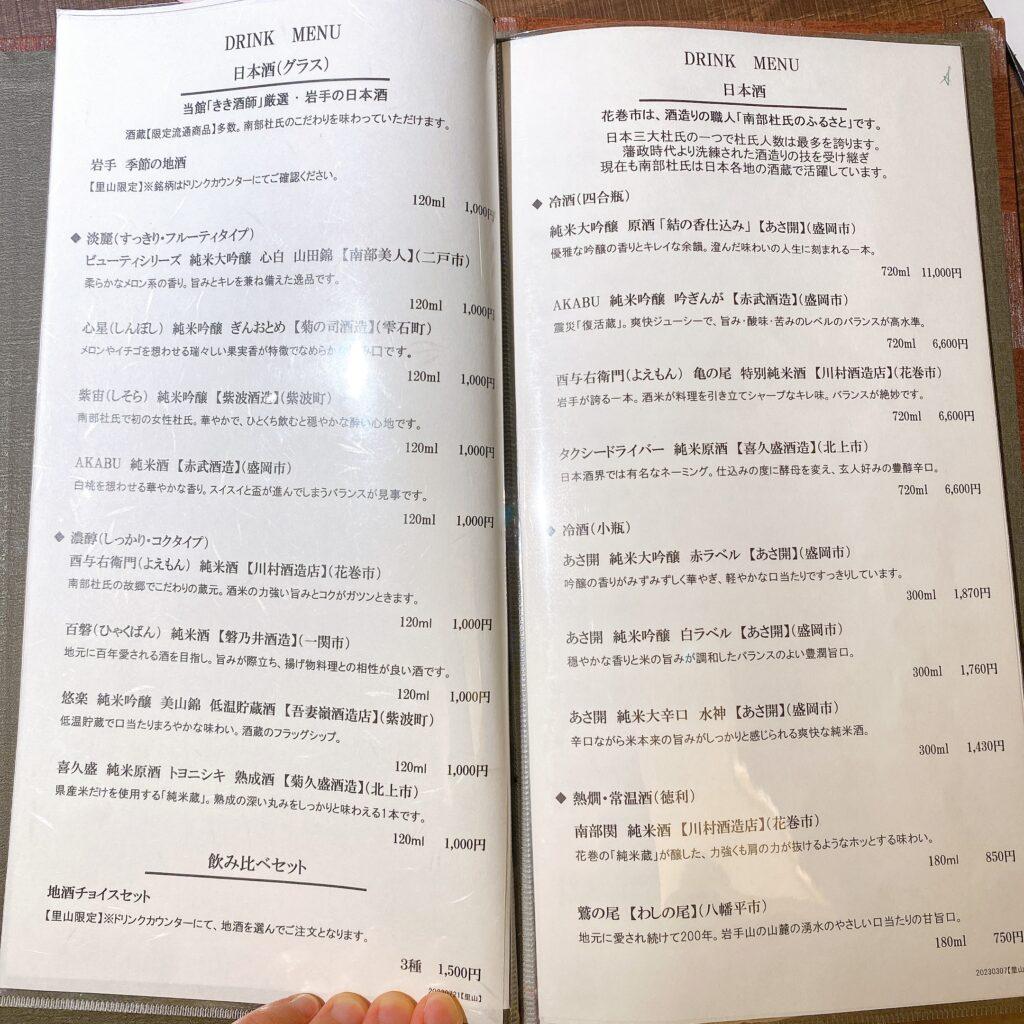 DRINK MENU
日本酒(グラス)
当館「きき酒師」厳選・岩手の日本酒
酒蔵【限定流通商品】多数。南部杜氏のこだわりを味わっていただけます。
岩手 季節の地酒
【里山限定】※銘柄はドリンクカウンターにてご確認ください。
120ml 1,000円
◆ 淡麗(すっきり・フルーティタイプ)
ビューティシリーズ 純米大吟醸 心白 山田錦 【南部美人】(二戸市)
柔らかなメロン系の香り。旨みとキレを兼ね備えた逸品です。
120ml 1,000円
心星(しんぼし) 純米吟醸 ぎんおとめ 【菊の司酒造】(雫石町)
メロンやイチゴを想わせる瑞々しい果実香が特徴でなめらかな み口です。
120ml 1,000円
紫宙(しそら) 純米吟醸 【紫波酒造】(紫波町)
南部杜氏で初の女性杜氏。華やかで、ひとくち飲むと穏やかな酔い心地です。
120ml 1,000円
AKABU 純米酒 【赤武酒造】(盛岡市)
白桃を想わせる華やかな香り。スイスイと盃が進んでしまうバランスが見事です。
120ml 1,000円
◆ 濃醇(しっかり・コクタイプ)
酉与右衛門(よえもん) 純米酒 【川村酒造店】(花巻市)
南部杜氏の故郷でこだわりの蔵元。酒米の力強い旨みとコクがガツンときます。
120ml 1,000円
百磐(ひゃくばん) 純米酒 【磐乃井酒造】(一関市)
地元に百年愛される酒を目指し。旨みが際立ち、揚げ物料理との相性が良い酒です。
120ml 1,000円
悠楽 純米吟醸 美山錦 低温貯蔵酒 【吾妻嶺酒造店】(紫波町)
低温貯蔵で口当たりまろやかな味わい。酒蔵のフラッグシップ。
120ml 1,000円
喜久盛 純米原酒 トヨニシキ 熟成酒 【菊久盛酒造】(北上市)
県産米だけを使用する「純米蔵」。熟成の深い丸みをしっかりと味わえる1本です。
120ml 1,000円
飲み比べセット
地酒チョイスセット
【里山限定】※ドリンクカウンターにて、地酒を選んでご注文となります。
3種 1,500円
【里山】
DRINK MENU
日本酒
花巻市は、酒造りの職人「南部杜氏のふるさと」です。
日本三大杜氏の一つで杜氏人数は最多を誇ります。
藩政時代より洗練された酒造りの技を受け継ぎ
現在も南部杜氏は日本各地の酒蔵で活躍しています。
◆ 冷酒(四合瓶)
純米大吟醸 原酒「結の香仕込み」【あさ開】(盛岡市)
優雅な吟醸の香りとキレイな余韻。澄んだ味わいの人生に刻まれる一本。
720ml 11,000円
AKABU 純米吟醸 吟ぎんが 【赤武酒造】(盛岡市)
震災「復活蔵」。爽快ジューシーで、旨み・酸味・苦みのレベルのバランスが高水準。
720ml 6,600円
酉与右衛門(よえもん) 亀の尾 特別純米酒 【川村酒造店】(花巻市)
岩手が誇る一本。酒米が料理を引き立てシャープなキレ味。バランスが絶妙です。
720ml 6,600円
タクシードライバー 純米原酒 【喜久盛酒造】(北上市)
日本酒界では有名なネーミング。仕込みの度に酵母を変え、玄人好みの豊醇辛口。
720ml 6,600円
◆ 冷酒(小瓶)
あさ開 純米大吟醸 赤ラベル 【あさ開】(盛岡市)
吟醸の香りがみずみずしく華やぎ、軽やかな口当たりですっきりしています。
300ml 1,870円
あさ開 純米吟醸 白ラベル 【あさ開】(盛岡市)
穏やかな香りと米の旨みが調和したバランスのよい豊潤旨口。
300ml 1,760円
あさ開 純米大辛口 水神 【あさ開】(盛岡市)
辛口ながら米本来の旨みがしっかりと感じられる爽快な純米酒。
300ml 1,430円
◆ 熱燗・常温酒(徳利)
南部関 純米酒 【川村酒造店】(花巻市)
花巻の「純米蔵」が醸した、力強くも肩の力が抜けるようなホッとする味わい。
180ml 850円
鷲の尾 【わしの尾】(八幡平市)
地元に愛され続けて200年。岩手山の山麓の湧水のやさしい口当たりの甘旨口。
180ml 750円
20230307【里山